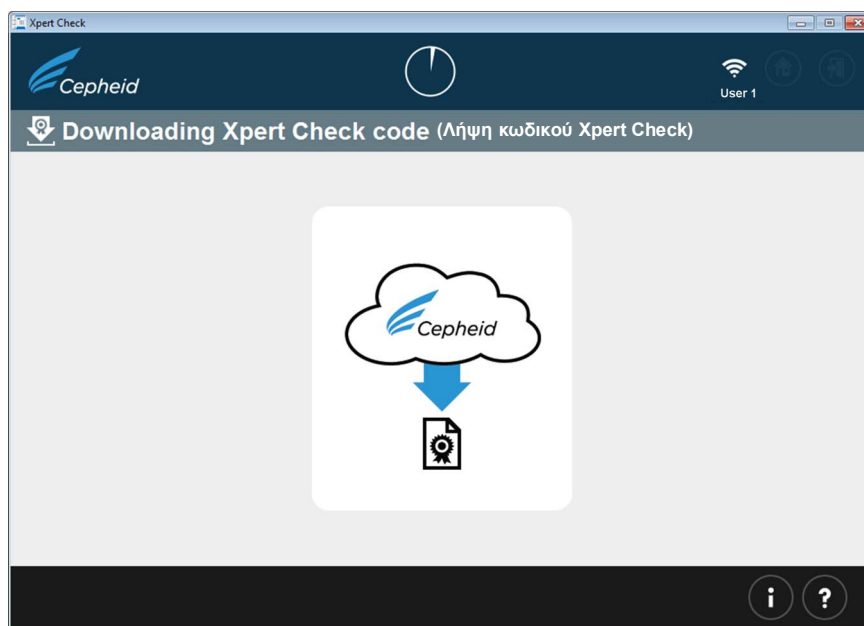 Xpert Check
Cepheid
User 1
Downloading Xpert Check code (Λήψη κωδικού Xpert Check)
Cepheid
i ?